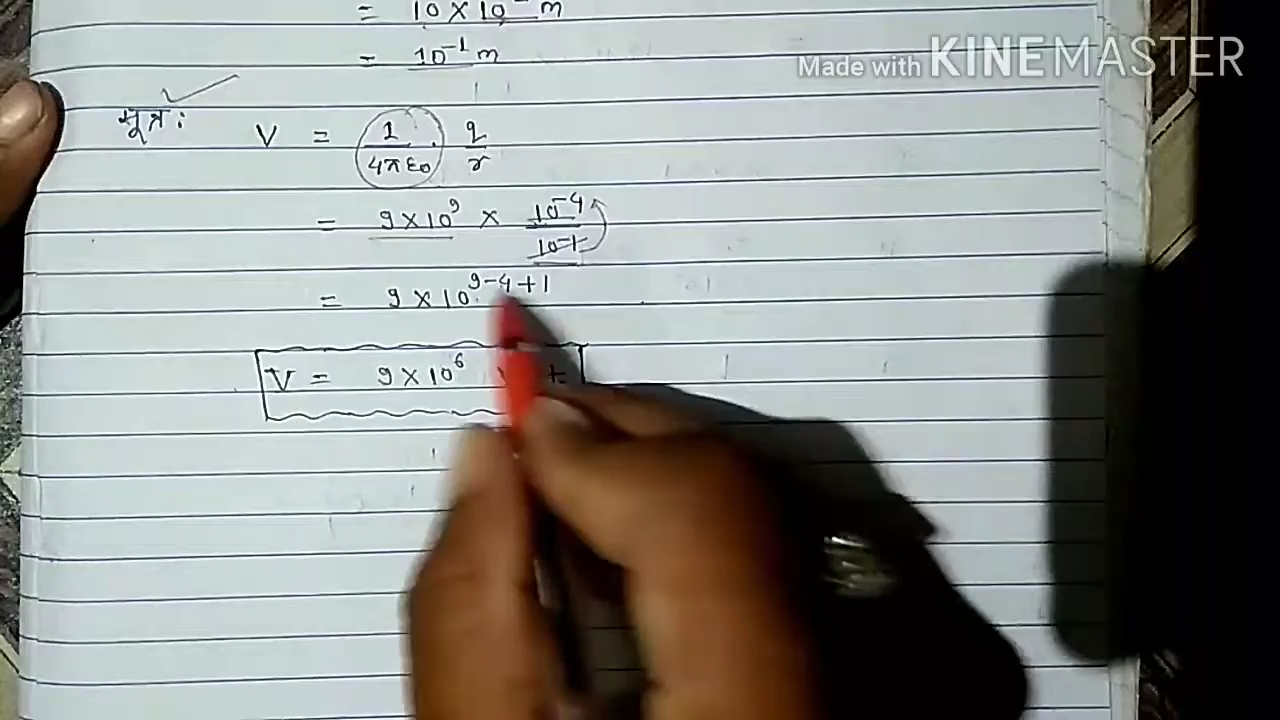 = 10 × 10 m
= 10⁻¹ m
Made with KINEMASTER
सूत्र : V = 1/4πε₀ . q/r
= 9 × 10⁹ × 10⁻⁴/10⁻¹
= 9 × 10⁹⁻⁴⁺¹
V = 9 × 10⁶